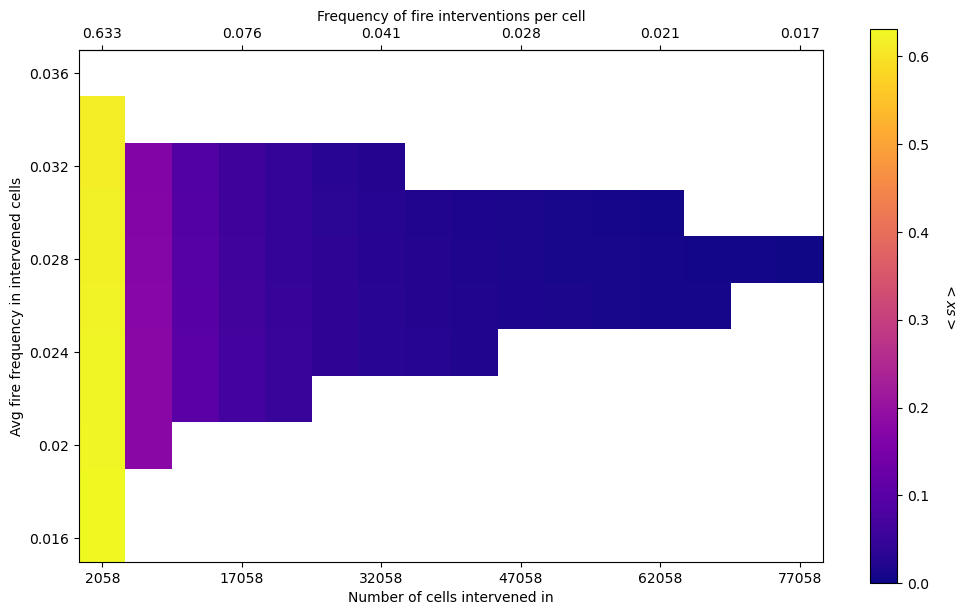 Frequency of fire interventions per cell
0.633 0.076 0.041 0.028 0.021 0.017
0.036
0.032
0.028
0.024
0.02
0.016
Avg fire frequency in intervened cells
2058 17058 32058 47058 62058 77058
Number of cells intervened in
0.6
0.5
0.4
0.3
0.2
0.1
0.0
< sx >